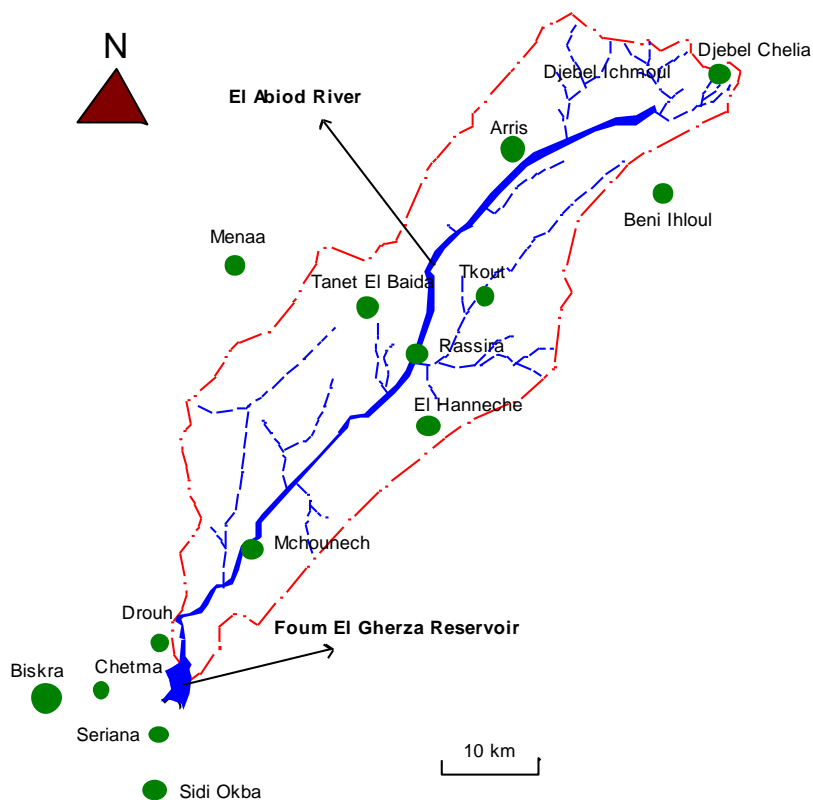 N
Djebel Chelia
Djebel Ichmoul
El Abiod River
Arris
Beni Ihloul
Menaa
Tkout
Tanet El Baida
Rassira
El Hanneche
Mchounech
Drouh
Foum El Gherza Reservoir
Chetma
Biskra
Seriana
10 km
Sidi Okba